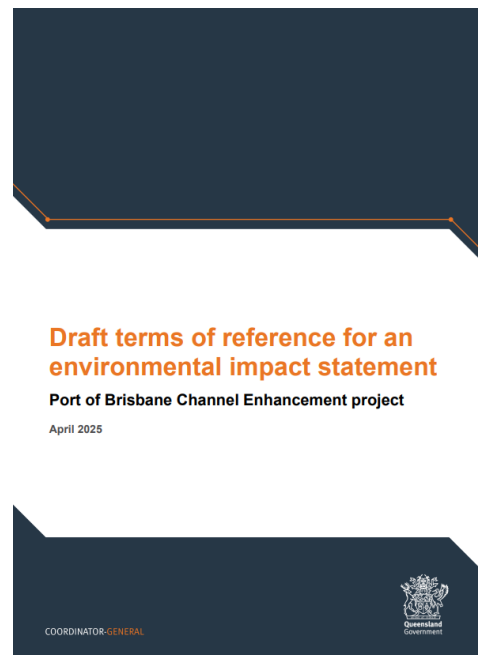 Draft terms of reference for an
environmental impact statement
Port of Brisbane Channel Enhancement project
April 2025
COORDINATOR-GENERAL
Queensland
Government